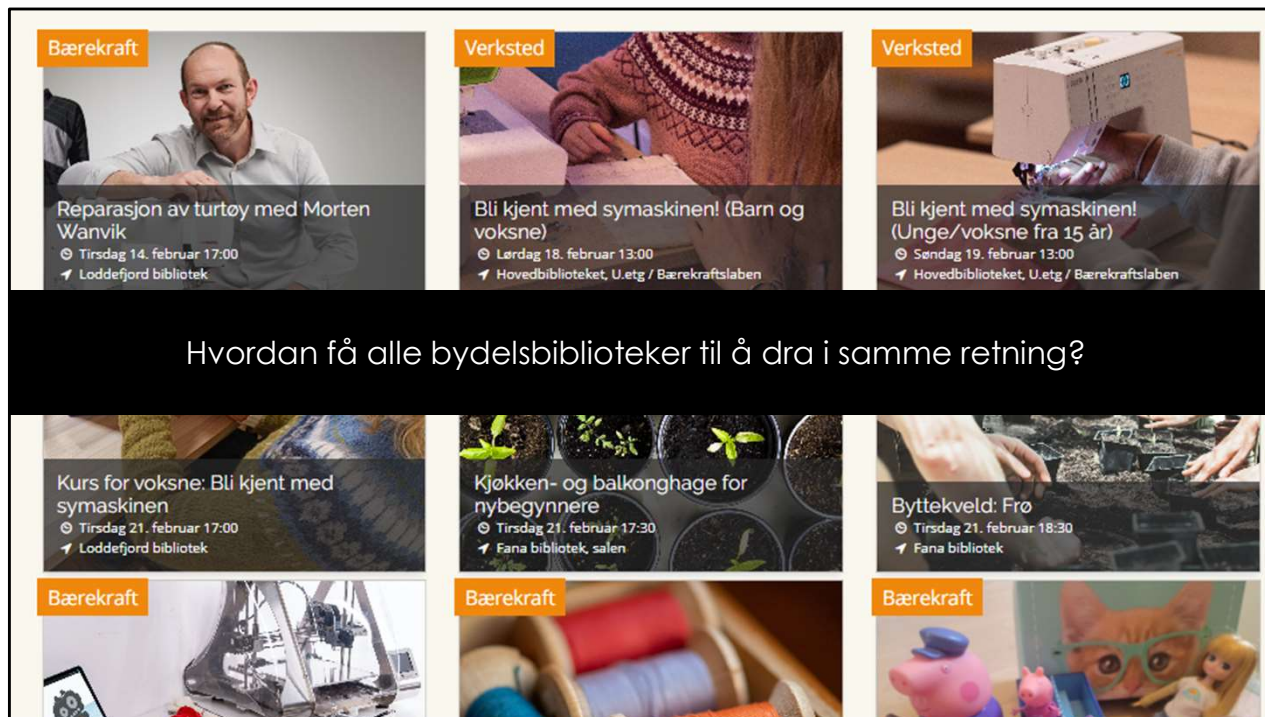 Bærekraft
Reparasjon av turtøy med Morten
Wanvik
Tirsdag 14. februar 17:00
Loddefjord bibliotek
Verksted
Bli kjent med symaskinen! (Barn og
voksne)
Lørdag 18. februar 13:00
Hovedbiblioteket, U.etg / Bærekraftslaben
Verksted
Bli kjent med symaskinen!
(Unge/voksne fra 15 år)
Søndag 19. februar 13:00
Hovedbiblioteket, U.etg / Bærekraftslaben
Hvordan få alle bydelsbiblioteker til å dra i samme retning?
Kurs for voksne: Bli kjent med
symaskinen
Tirsdag 21. februar 17:00
Loddefjord bibliotek
Kjøkken- og balkonghage for
nybegynnere
Tirsdag 21. februar 17:30
Fana bibliotek, salen
Byttekveld: Frø
Tirsdag 21. februar 18:30
Fana bibliotek
Bærekraft
Bærekraft
Bærekraft